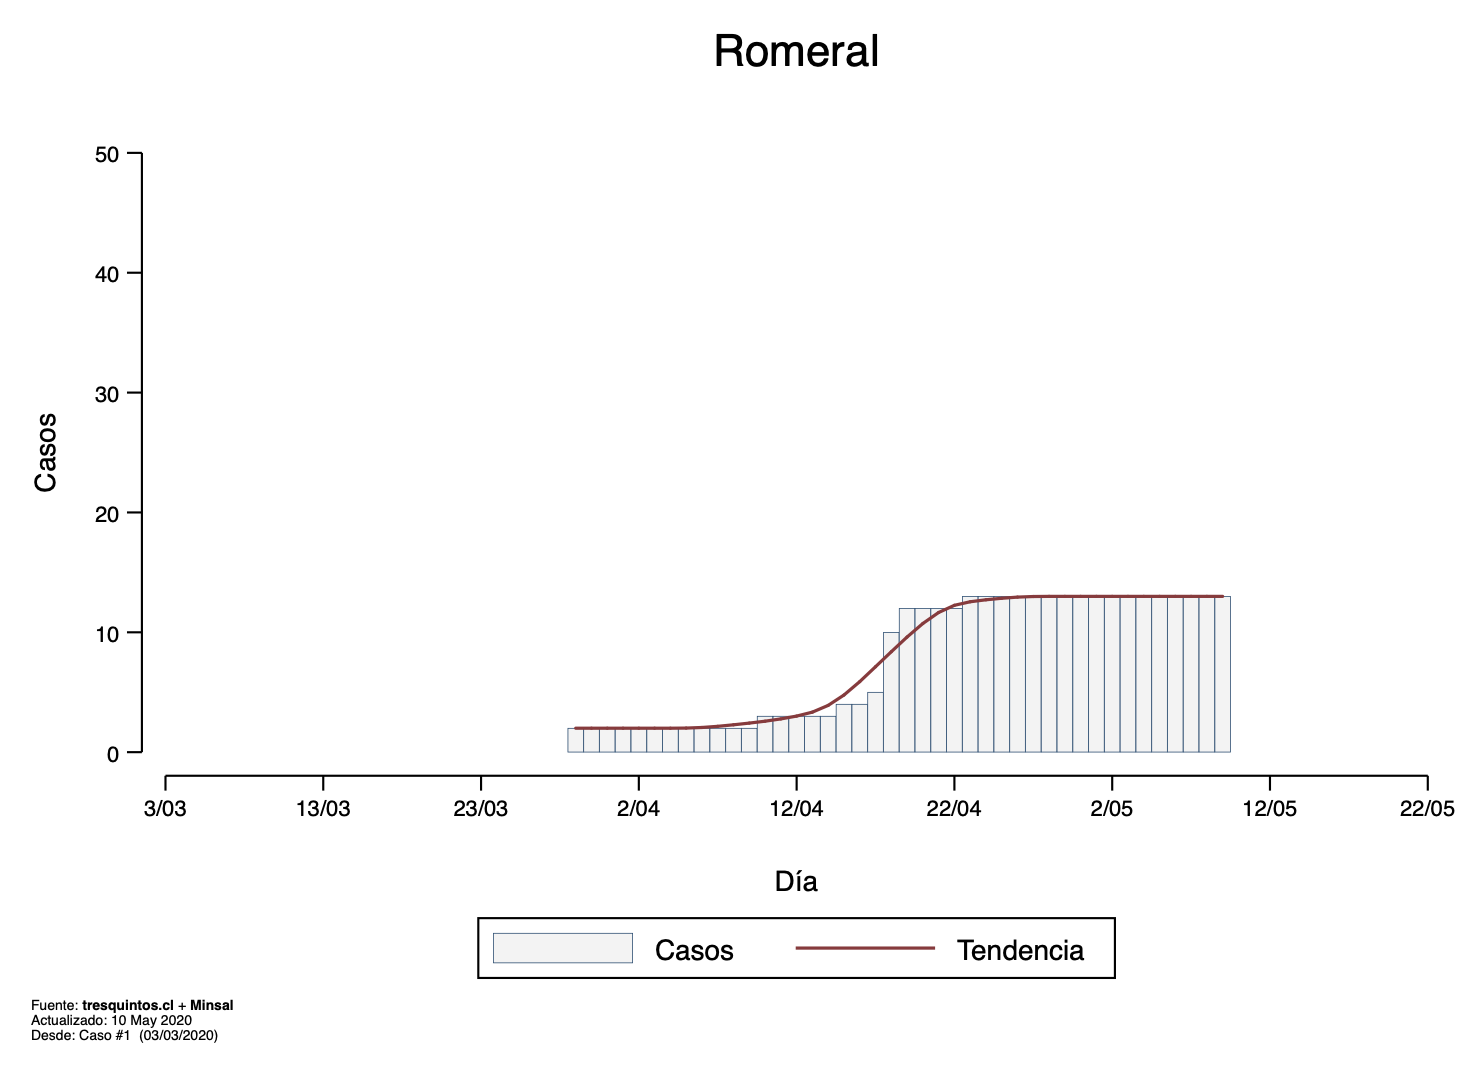 Romeral
50
40
30
20
10
0
Casos
3/03 13/03 23/03 2/04 12/04 22/04 2/05 12/05 22/05
Día
Casos Tendencia
Fuente: tresquintos.cl + Minsal
Actualizado: 10 May 2020
Desde: Caso #1 (03/03/2020)